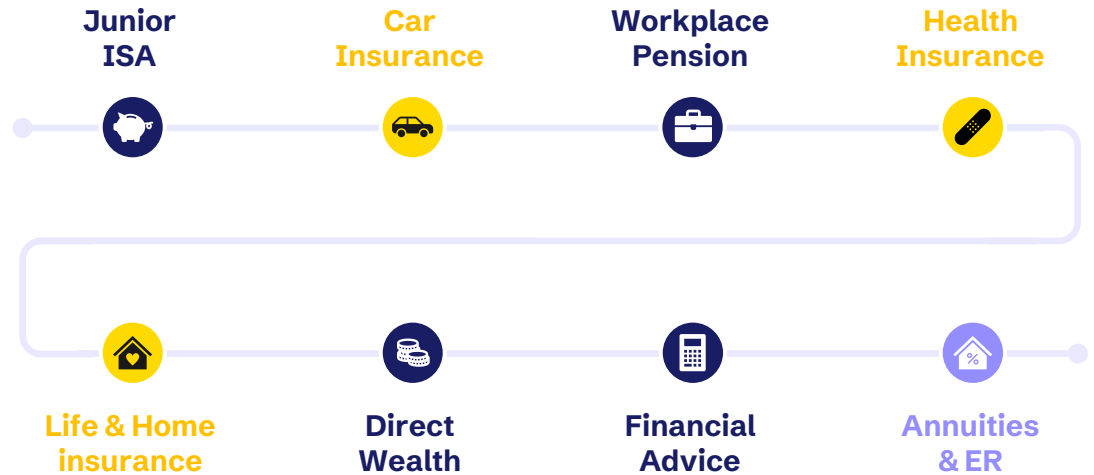 Junior
ISA
Car
Insurance
Workplace
Pension
Health
Insurance
%
Life & Home
insurance
Direct
Wealth
Financial
Advice
Annuities
& ER